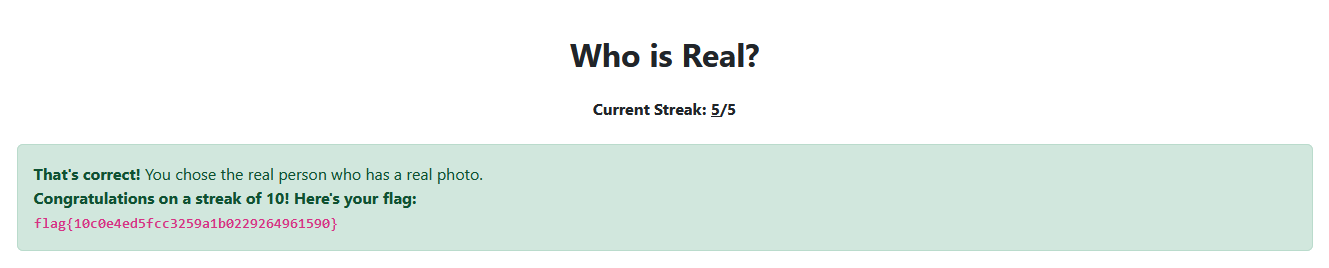 Who is Real?
Current Streak: 5/5
That's correct! You chose the real person who has a real photo.
Congratulations on a streak of 10! Here's your flag:
flag{10c0e4ed5fcc3259a1b0229264961590}